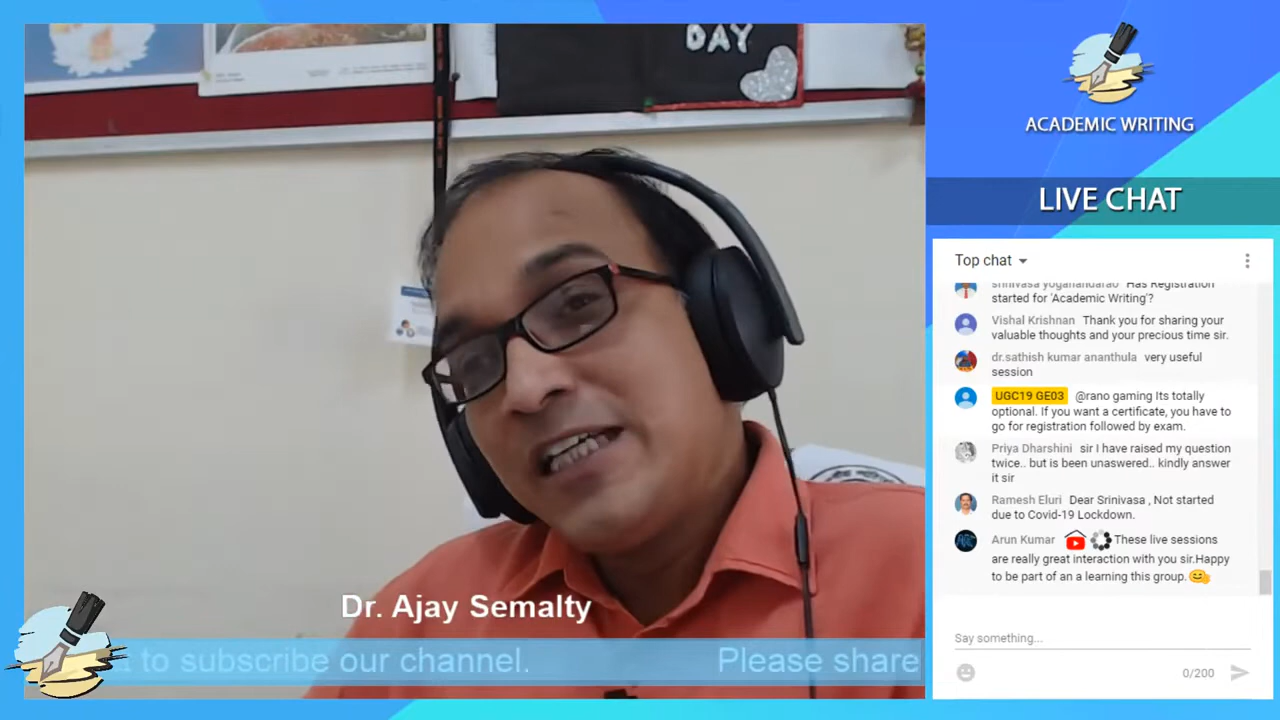 DAY
Dr. Ajay Semalty
to subscribe our channel.
Please share
ACADEMIC WRITING
LIVE CHAT
Top chat
srinivasa yoganandarao Has Registration
started for 'Academic Writing'?
Vishal Krishnan Thank you for sharing your
valuable thoughts and your precious time sir.
dr.sathish kumar ananthula very useful
session
UGC19 GE03 @rano gaming Its totally
optional. If you want a certificate, you have to
go for registration followed by exam.
Priya Dharshini sir I have raised my question
twice.. but is been unaswered.. kindly answer
it sir
Ramesh Eluri Dear Srinivasa , Not started
due to Covid-19 Lockdown.
Arun Kumar These live sessions
are really great interaction with you sir.Happy
to be part of an a learning this group.
Say something...
0/200